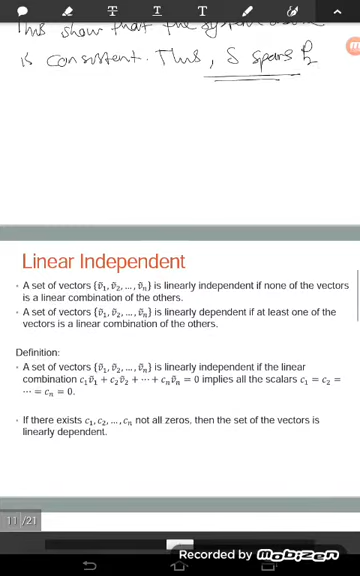 This show that the system
is consistent. Thus, S spans P2
Linear Independent
• A set of vectors {v̄1, v̄2, ..., v̄n} is linearly independent if none of the vectors
is a linear combination of the others.
• A set of vectors {v̄1, v̄2, ..., v̄n} is linearly dependent if at least one of the
vectors is a linear combination of the others.
Definition:
• A set of vectors {v̄1, v̄2, ..., v̄n} is linearly independent if the linear
combination c1v̄1 + c2v̄2 + ⋯ + cnv̄n = 0 implies all the scalars c1 = c2 =
⋯ = cn = 0.
• If there exists c1, c2, ..., cn not all zeros, then the set of the vectors is
linearly dependent.
11 /21
Recorded by Mobizen